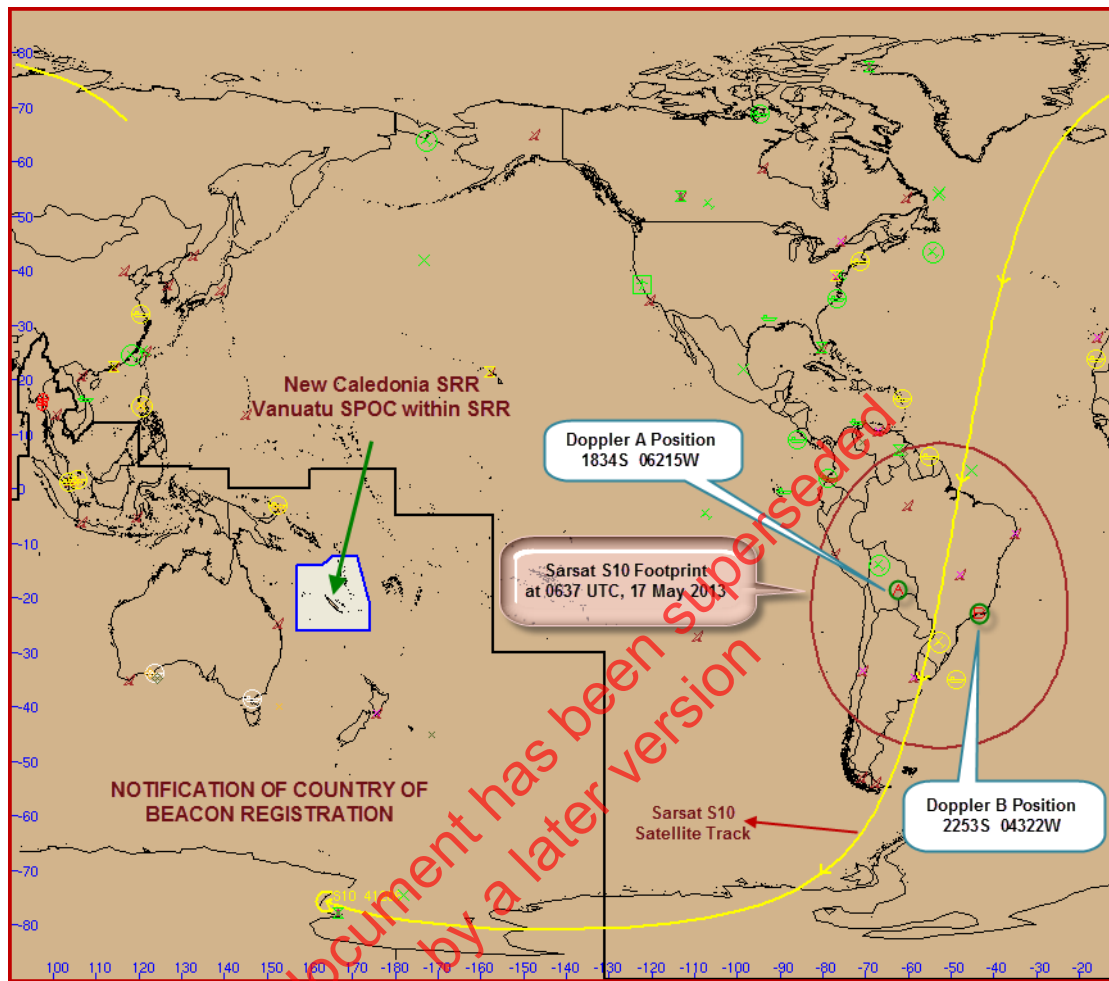 -80
-70
-60
-50
-40
-30
-20
-10
0
-10
-20
-30
-40
-50
-60
-70
-80
New Caledonia SRR
Vanuatu SPOC within SRR
Doppler A Position
1834S 06215W
Sarsat S10 Footprint
at 0637 UTC, 17 May 2013
A
B
NOTIFICATION OF COUNTRY OF
BEACON REGISTRATION
Sarsat S10
Satellite Track
Doppler B Position
2253S 04322W
S10
document has been superseded
by a later version
100 110 120 130 140 150 160 170 180 -170 -160 -150 -140 -130 -120 -110 -100 -90 -80 -70 -60 -50 -40 -30 -20